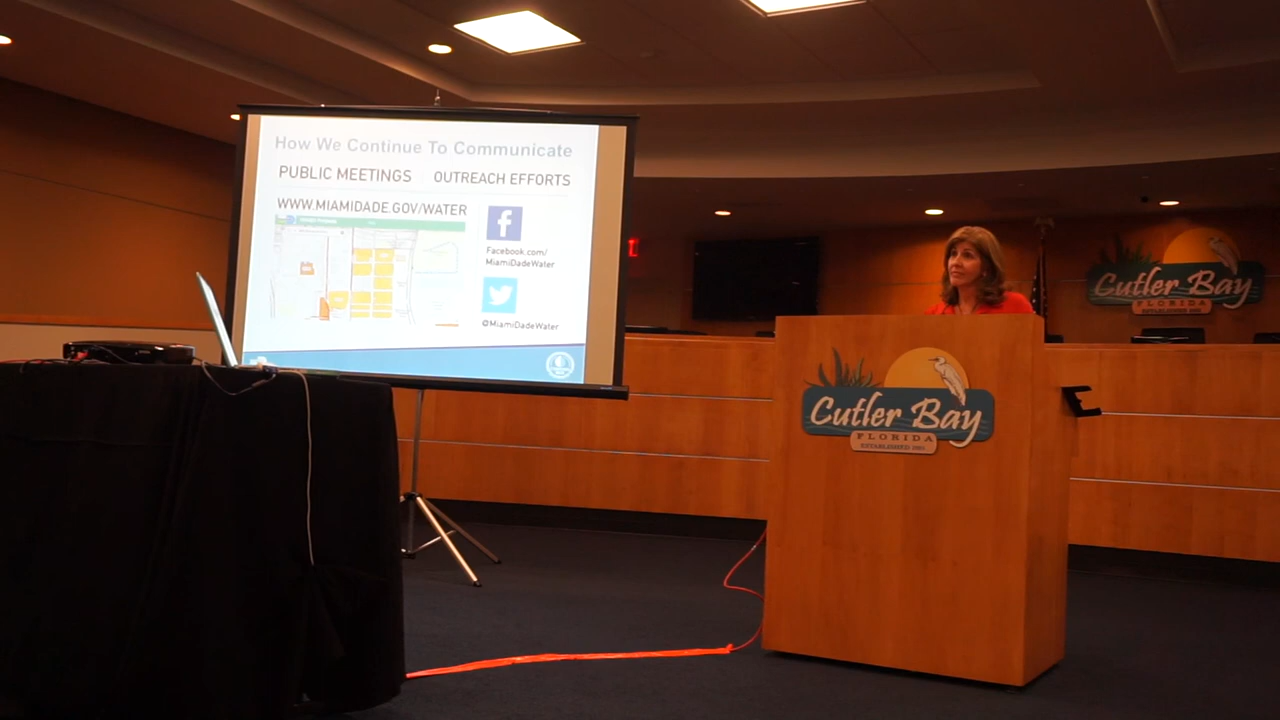 How We Continue To Communicate
PUBLIC MEETINGS
OUTREACH EFFORTS
WWW.MIAMIDADE.GOV/WATER
Facebook.com/
MiamiDadeWater
@MiamiDadeWater
Cutler Bay
FLORIDA
Cutler Bay
FLORIDA